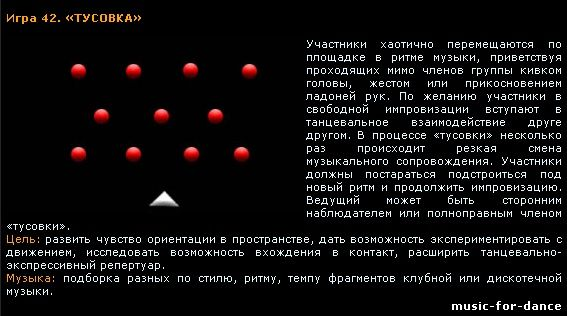 Игра 42. «ТУСОВКА»
Участники хаотично перемещаются по
площадке в ритме музыки, приветствуя
проходящих мимо членов группы кивком
головы, жестом или прикосновением
ладоней рук. По желанию участники в
свободной импровизации вступают в
танцевальное взаимодействие друге
другом. В процессе «тусовки» несколько
раз происходит резкая смена
музыкального сопровождения. Участники
должны постараться подстроиться под
новый ритм и продолжить импровизацию.
Ведущий может быть сторонним
наблюдателем или полноправным членом
«тусовки».
Цель: развить чувство ориентации в пространстве, дать возможность экспериментировать с
движением, исследовать возможность вхождения в контакт, расширить танцевально-
экспрессивный репертуар.
Музыка: подборка разных по стилю, ритму, темпу фрагментов клубной или дискотечной
музыки.
music-for-dance